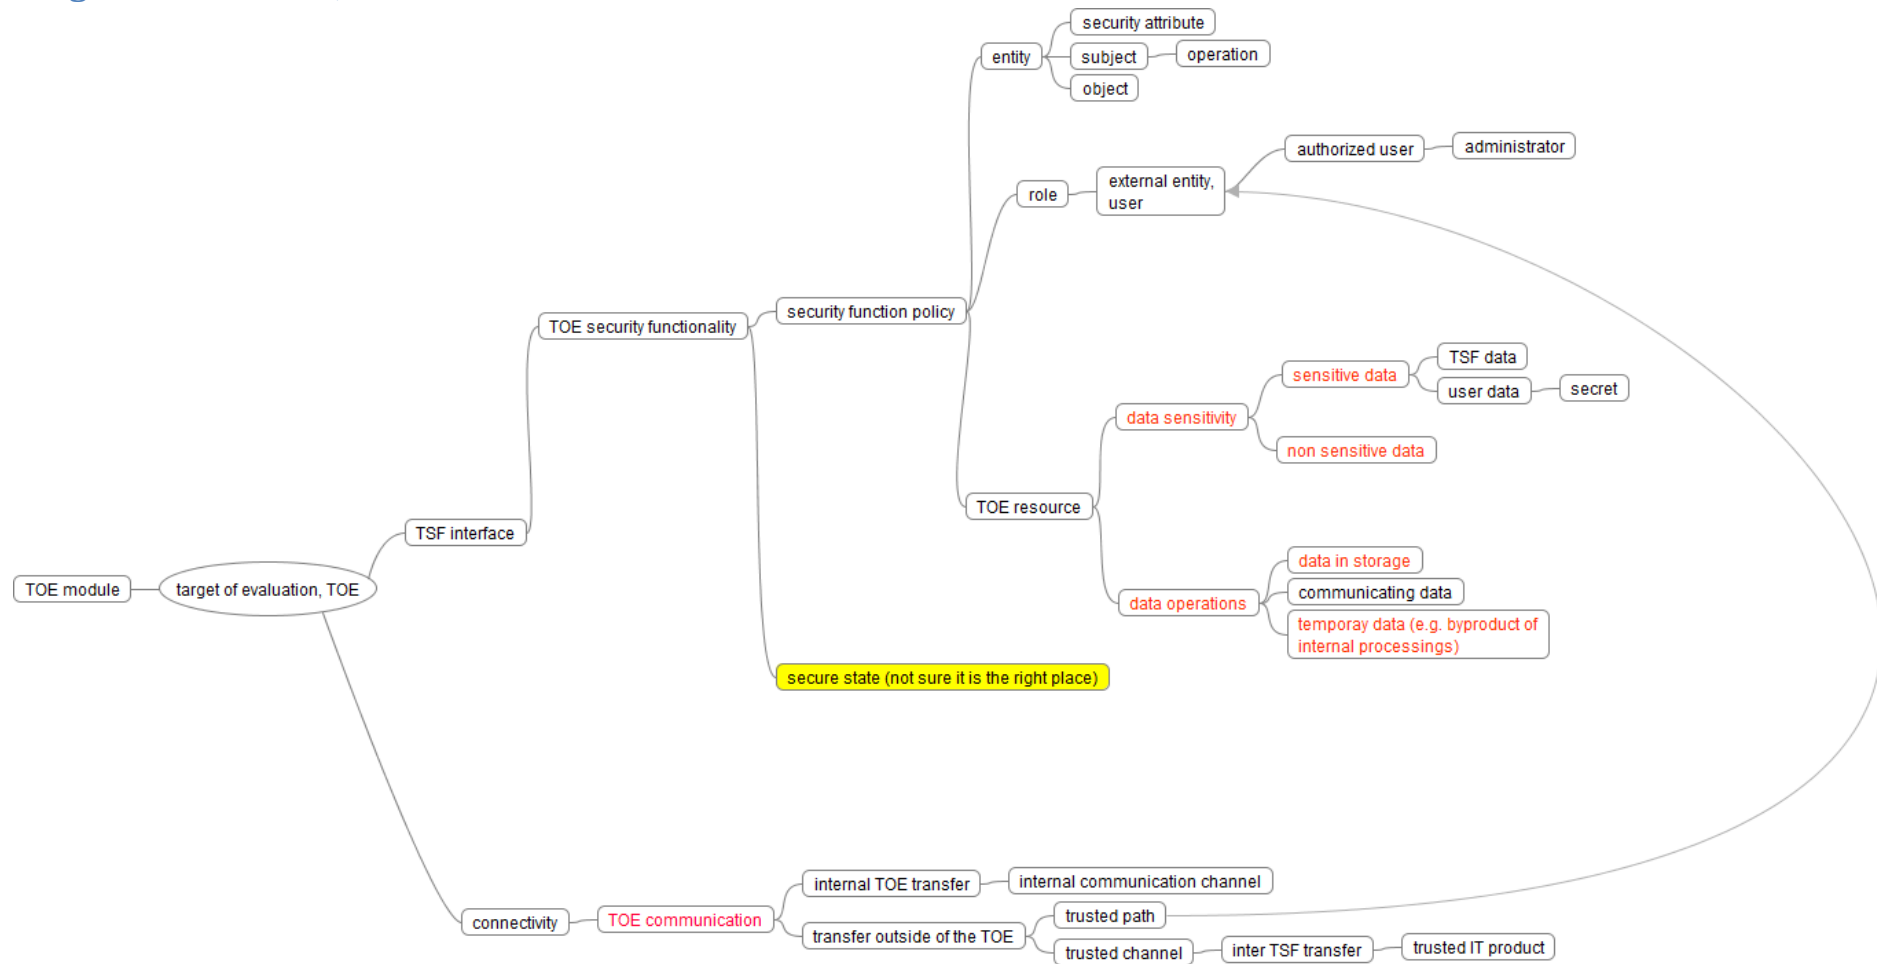 security attribute
entity
subject
operation
object
authorized user
administrator
external entity,
user
role
security function policy
TOE security functionality
TSF data
sensitive data
user data
secret
data sensitivity
non sensitive data
TOE resource
TSF interface
data in storage
TOE module
target of evaluation, TOE
communicating data
data operations
temporay data (e.g. byproduct of
internal processings)
secure state (not sure it is the right place)
internal TOE transfer
internal communication channel
connectivity
TOE communication
trusted path
transfer outside of the TOE
trusted channel
inter TSF transfer
trusted IT product